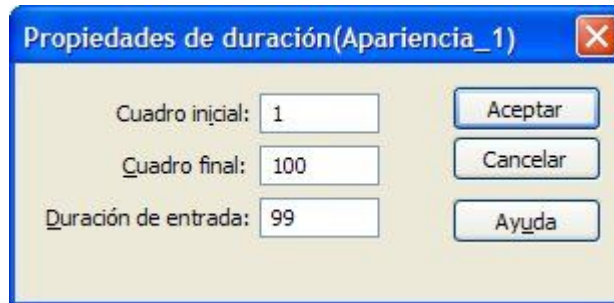 Propiedades de duración(Apariencia_1)
Cuadro inicial: 1
Aceptar
Cuadro final: 100
Cancelar
Duración de entrada: 99
Ayuda